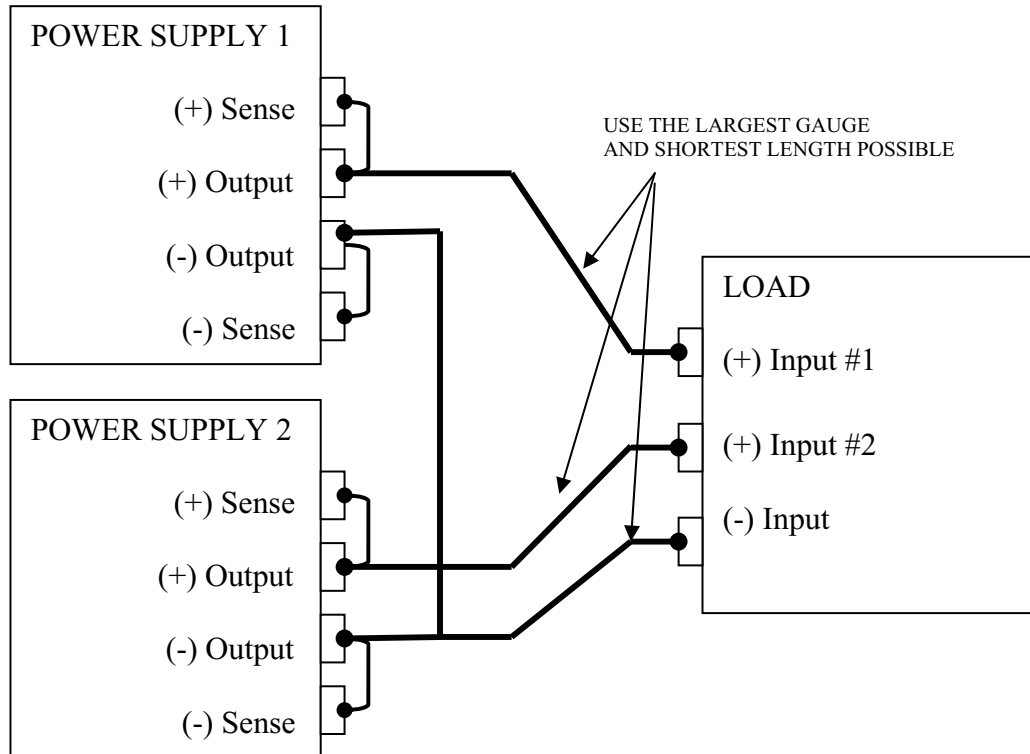 POWER SUPPLY 1
(+) Sense
(+) Output
(-) Output
(-) Sense
USE THE LARGEST GAUGE
AND SHORTEST LENGTH POSSIBLE
LOAD
(+) Input #1
(+) Input #2
(-) Input
POWER SUPPLY 2
(+) Sense
(+) Output
(-) Output
(-) Sense